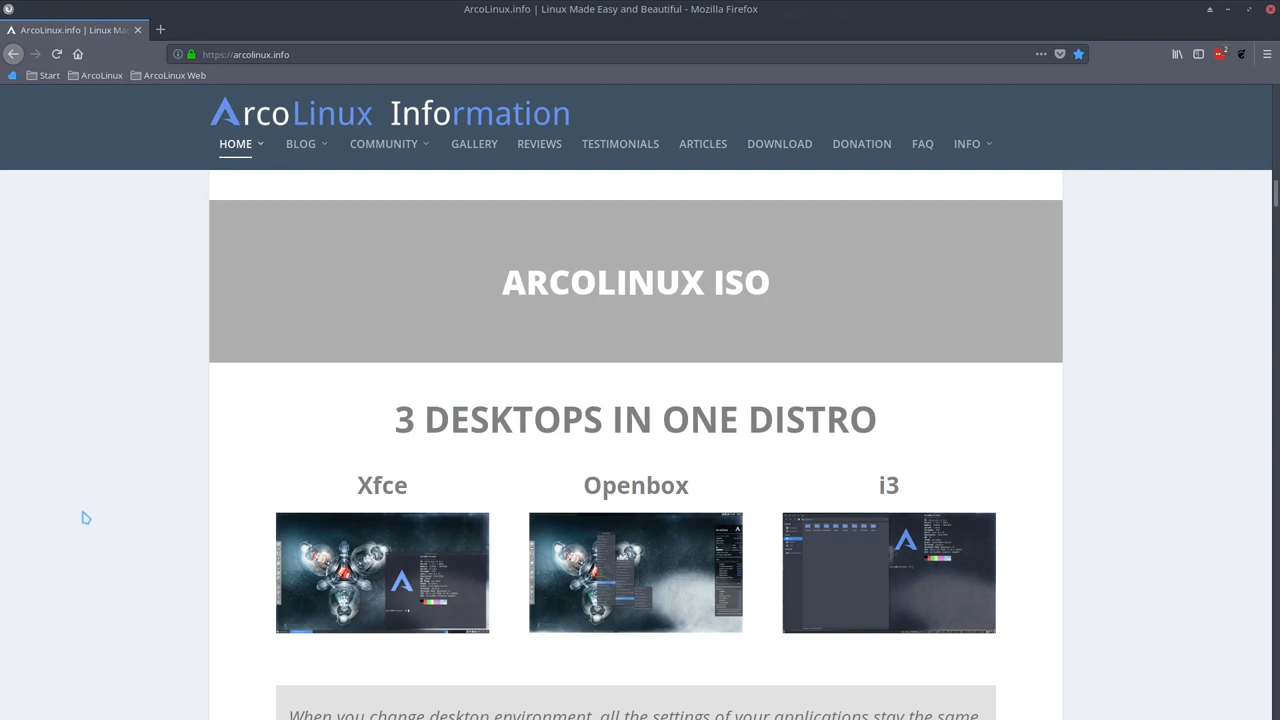 ArcoLinux.info | Linux Made Easy and Beautiful - Mozilla Firefox
ArcoLinux.info | Linux Ma
https://arcolinux.info
2
Start
ArcoLinux
ArcoLinux Web
ArcoLinux Information
HOME
BLOG
COMMUNITY
GALLERY
REVIEWS
TESTIMONIALS
ARTICLES
DOWNLOAD
DONATION
FAQ
INFO
ARCOLINUX ISO
3 DESKTOPS IN ONE DISTRO
Xfce
Openbox
i3
When you change desktop environment, all the settings of your applications stay the same